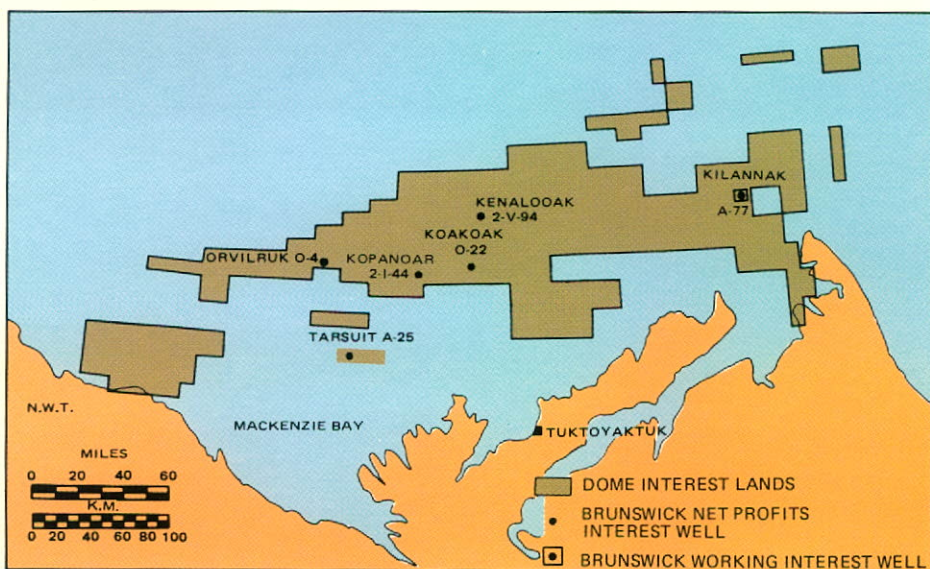 KILANNAK
A-77
KENALOOAK
2-V-94
KOAKOAK
O-22
ORVILRUK O-4
KOPANOAR
2-I-44
TARSUIT A-25
N.W.T.
MACKENZIE BAY
TUKTOYAKTUK
MILES
0 20 40 60
K.M.
0 20 40 60 80 100
DOME INTEREST LANDS
BRUNSWICK NET PROFITS
INTEREST WELL
BRUNSWICK WORKING INTEREST WELL